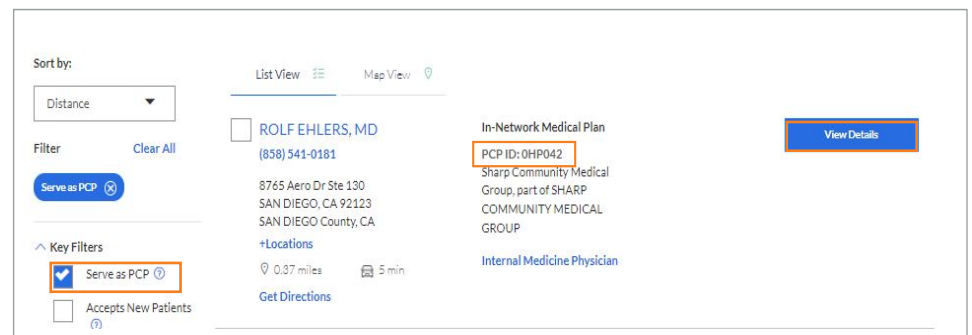 Sort by:
Distance
Filter
Clear All
Serve as PCP
Key Filters
Serve as PCP
Accepts New Patients
List View
Map View
ROLF EHLERS, MD
(858) 541-0181
8765 Aero Dr Ste 130
SAN DIEGO, CA 92123
SAN DIEGO County, CA
+Locations
0.37 miles
5 min
Get Directions
In-Network Medical Plan
PCP ID: 0HP042
Sharp Community Medical
Group, part of SHARP
COMMUNITY MEDICAL
GROUP
Internal Medicine Physician
View Details